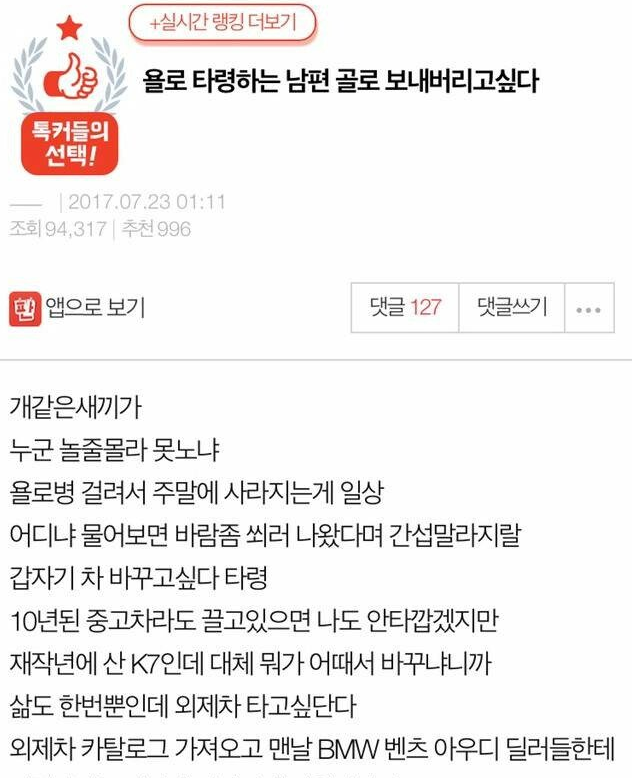 +실시간 랭킹 더보기
톡커들의
선택!
욜로 타령하는 남편 골로 보내버리고싶다
2017.07.23 01:11
조회 94,317 | 추천 996
판 앱으로 보기
댓글 127 댓글쓰기 ...
개같은새끼가
누군 놀줄몰라 못노냐
욜로병 걸려서 주말에 사라지는게 일상
어디냐 물어보면 바람좀 쐬러 나왔다며 간섭말라지랄
갑자기 차 바꾸고싶다 타령
10년된 중고차라도 끌고있으면 나도 안타깝겠지만
재작년에 산 K7인데 대체 뭐가 어때서 바꾸냐니까
삶도 한번뿐인데 외제차 타고싶단다
외제차 카탈로그 가져오고 맨날 BMW 벤츠 아우디 딜러들한테